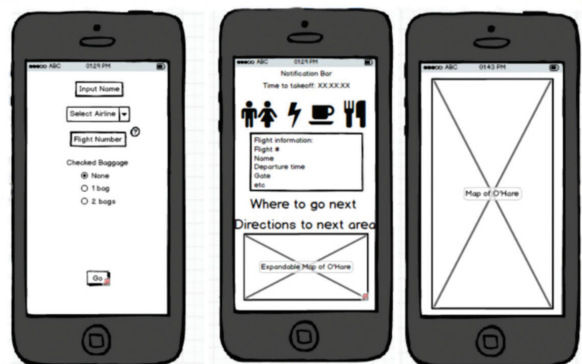 ABC 01:29 PM
Input Name
Select Airline
Flight Number ?
Checked Baggage
None
1 bag
2 bags
Go
ABC 01:29 PM
Notification Bar
Time to takeoff: XX:XX:XX
Flight information:
Flight #
Name
Departure time
Gate
etc
Where to go next
Directions to next area
Expandable Map of O'Hare
ABC 01:43 PM
Map of O'Hare